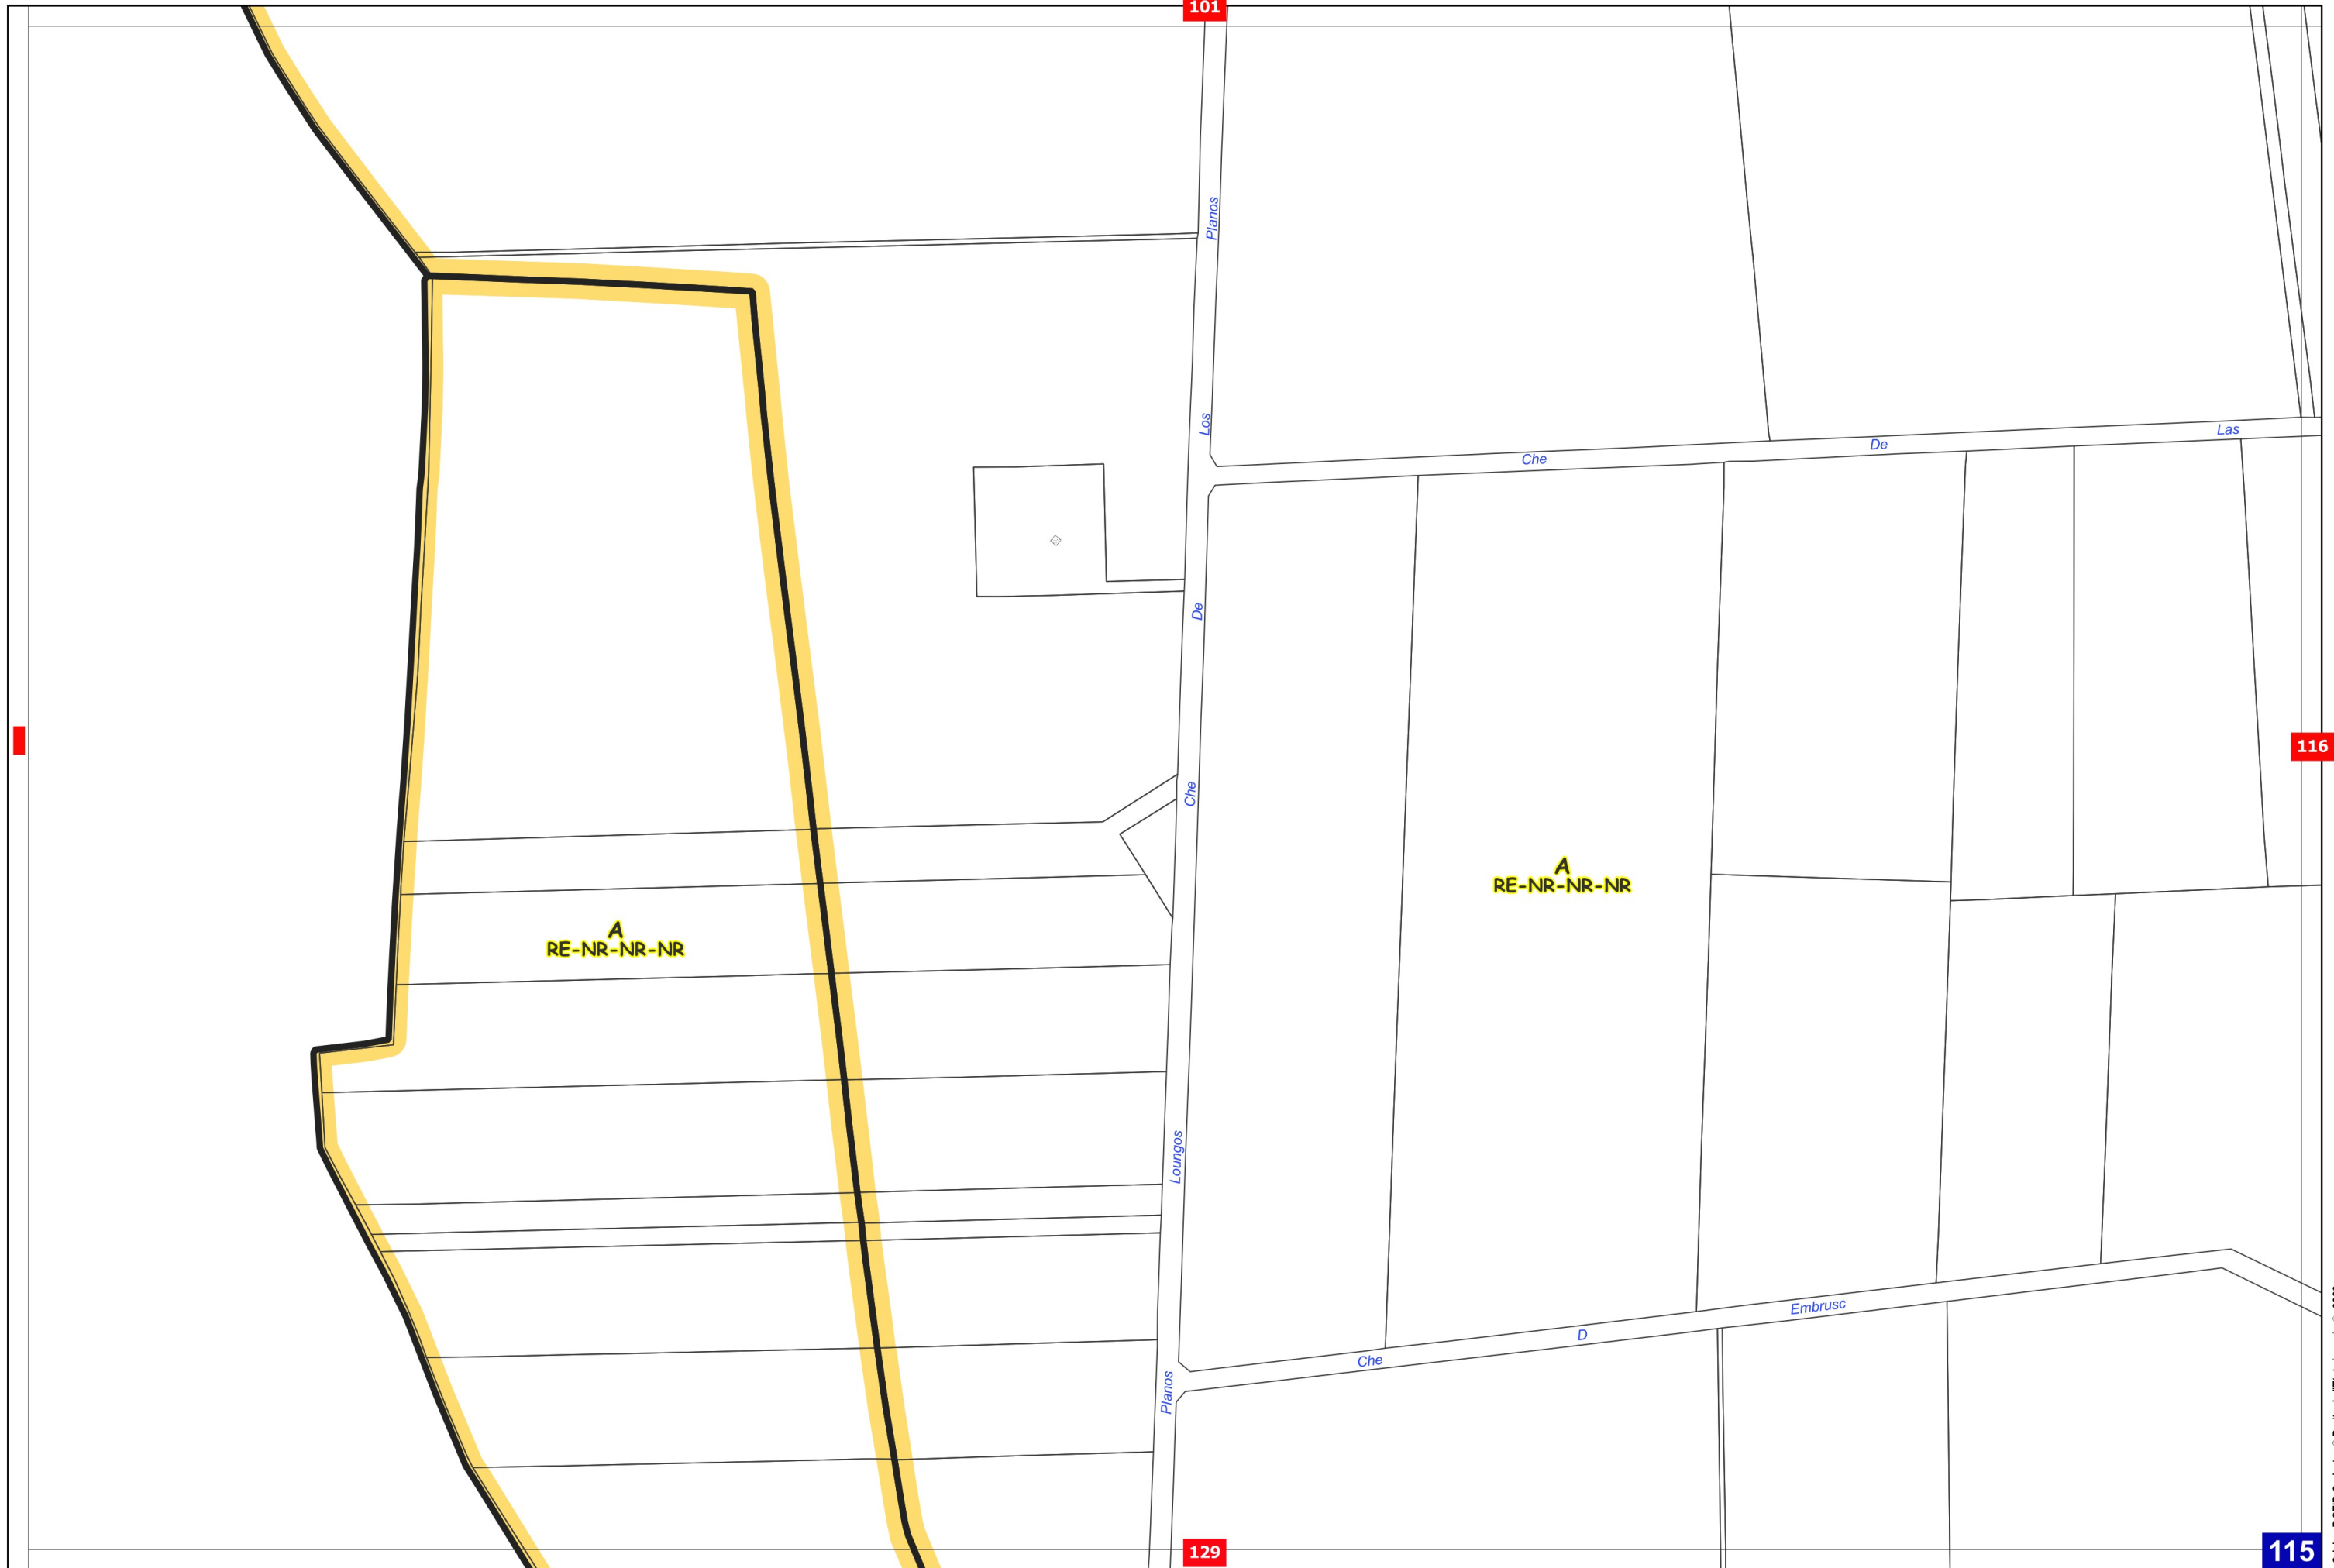 101
Planos
Los
Che
De
Las
De
116
Che
A
RE-NR-NR-NR
A
RE-NR-NR-NR
Loungos
Che
D
Embrusc
Planos
129
115